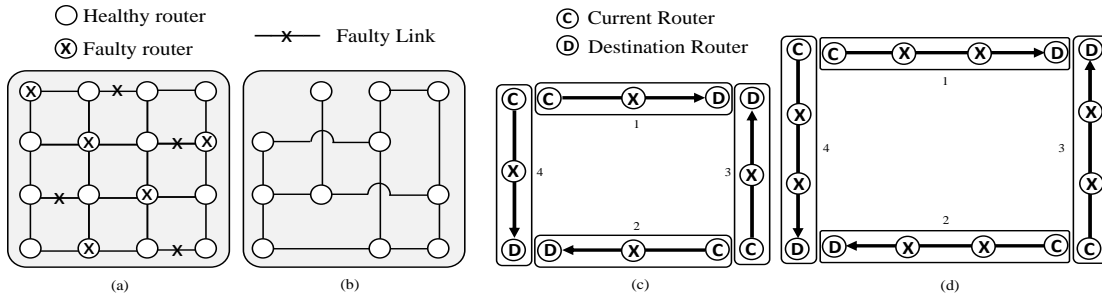 Healthy router
X Faulty router
X Faulty Link
X
X
X
X
X
X
X
X
X
(a)
(b)
C Current Router
D Destination Router
C
X
D
4
C
X
D
1
D
X
C
3
2
D
X
C
(c)
C
X
X
D
4
C
X
X
D
1
D
X
X
C
3
2
D
X
X
C
(d)